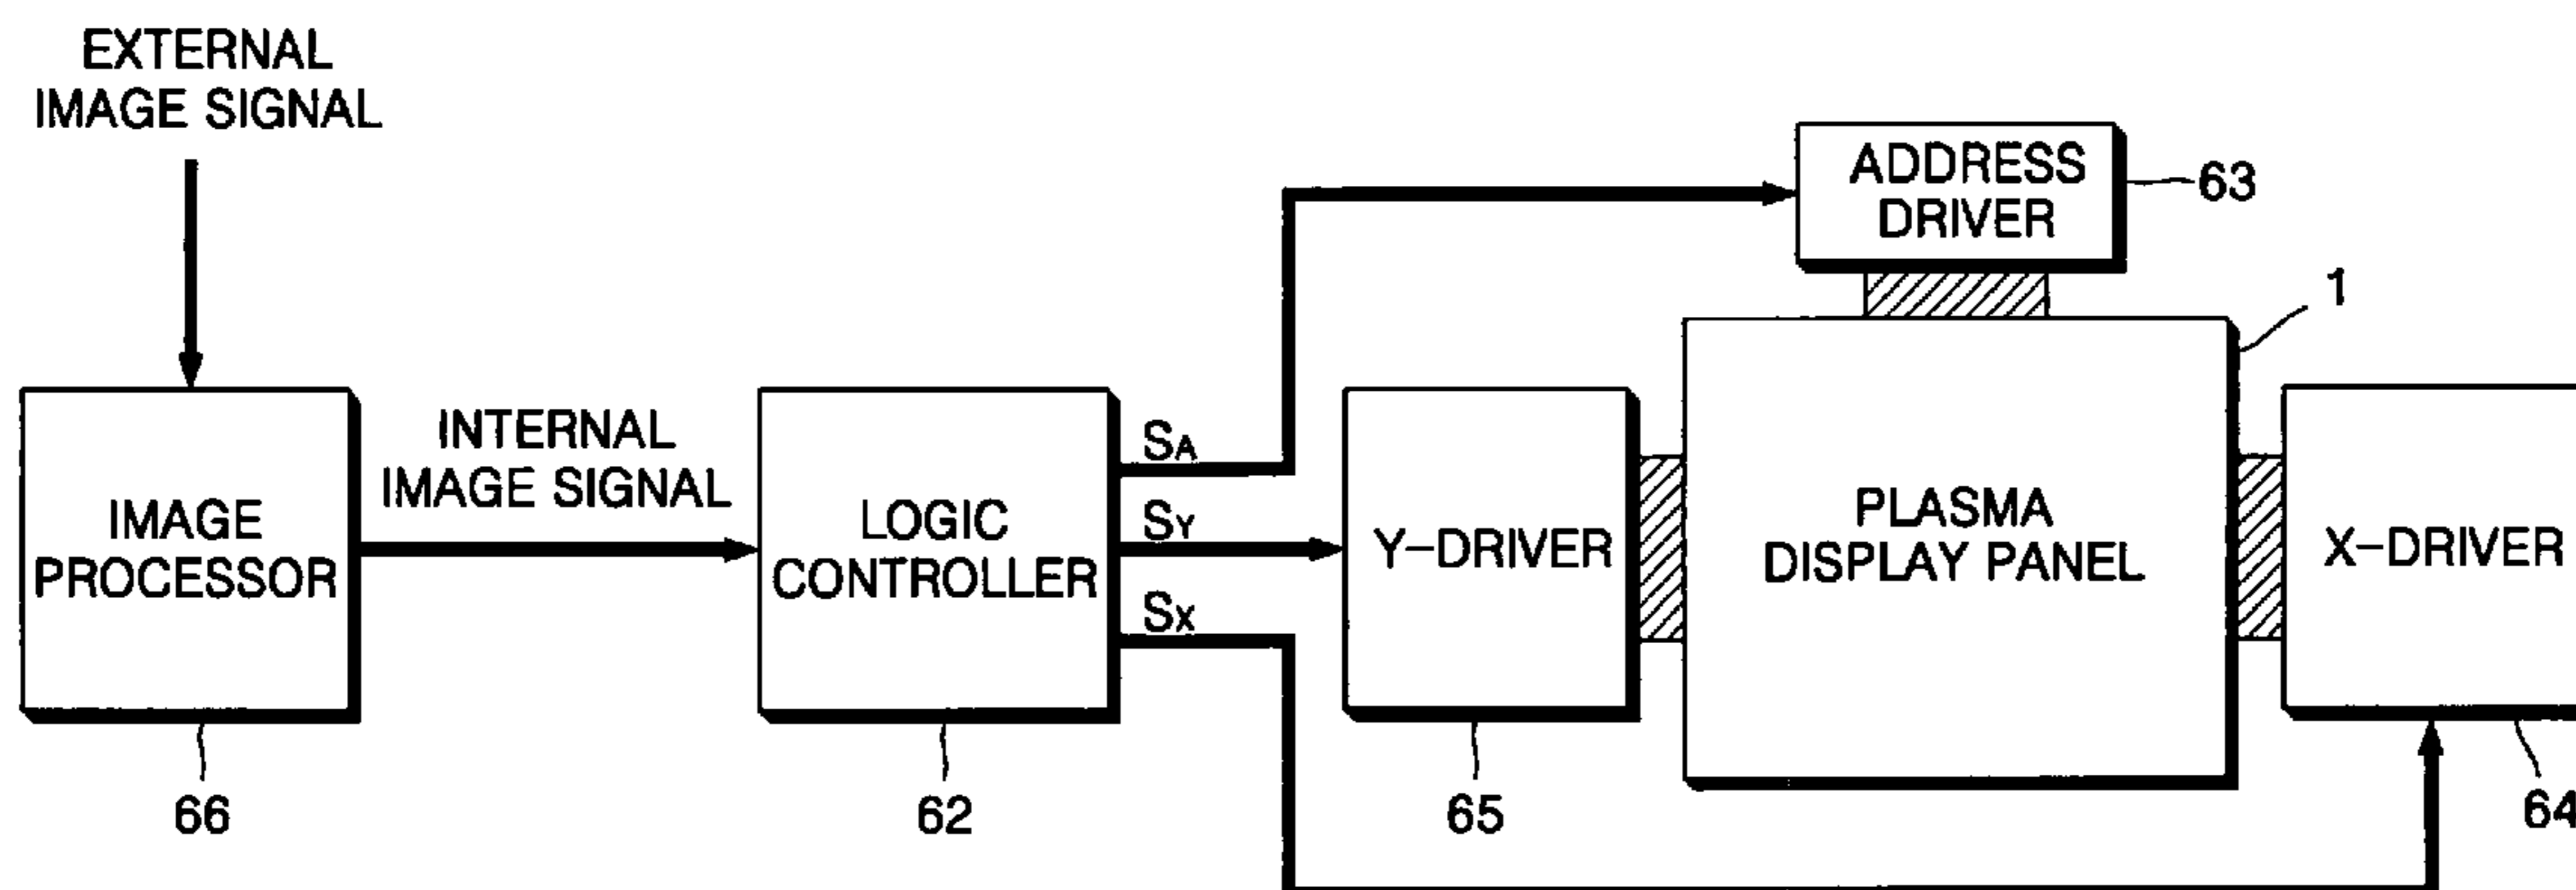 EXTERNAL
IMAGE SIGNAL
ADDRESS
DRIVER
63
1
INTERNAL
IMAGE SIGNAL
IMAGE
PROCESSOR
LOGIC
CONTROLLER
SA
SY
SX
Y-DRIVER
PLASMA
DISPLAY PANEL
X-DRIVER
66
62
65
64